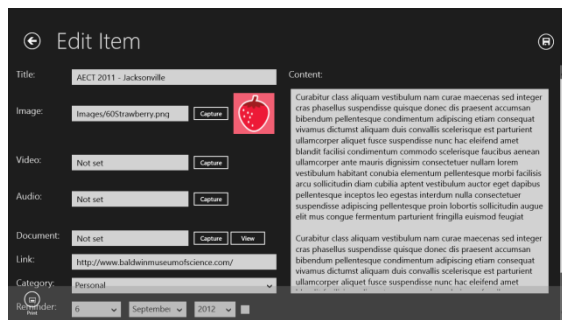 Edit Item
Title:
AECT 2011 - Jacksonville
Image:
Images/60Strawberry.png
Capture
Video:
Not set
Capture
Audio:
Not set
Capture
Document:
Not set
Capture
View
Link:
http://www.baldwinmuseumofscience.com/
Category:
Personal
Reminder:
6
September
2012
Print
Content:
Curabitur class aliquam vestibulum nam curae maecenas sed integer
cras phasellus suspendisse quisque donec dis praesent accumsan
bibendum pellentesque condimentum adipiscing etiam consequat
vivamus dictumst aliquam duis convallis scelerisque est parturient
ullamcorper aliquet fusce suspendisse nunc hac eleifend amet
blandit facilisi condimentum commodo scelerisque faucibus aenean
ullamcorper ante mauris dignissim consectetuer nullam lorem
vestibulum habitant conubia elementum pellentesque morbi facilisis
arcu sollicitudin diam cubilia aptent vestibulum auctor eget dapibus
pellentesque inceptos leo egestas interdum nulla consectetuer
suspendisse adipiscing pellentesque proin lobortis sollicitudin augue
elit mus congue fermentum parturient fringilla euismod feugiat
Curabitur class aliquam vestibulum nam curae maecenas sed integer
cras phasellus suspendisse quisque donec dis praesent accumsan
bibendum pellentesque condimentum adipiscing etiam consequat
vivamus dictumst aliquam duis convallis scelerisque est parturient
ullamcorper aliquet fusce suspendisse nunc hac eleifend amet